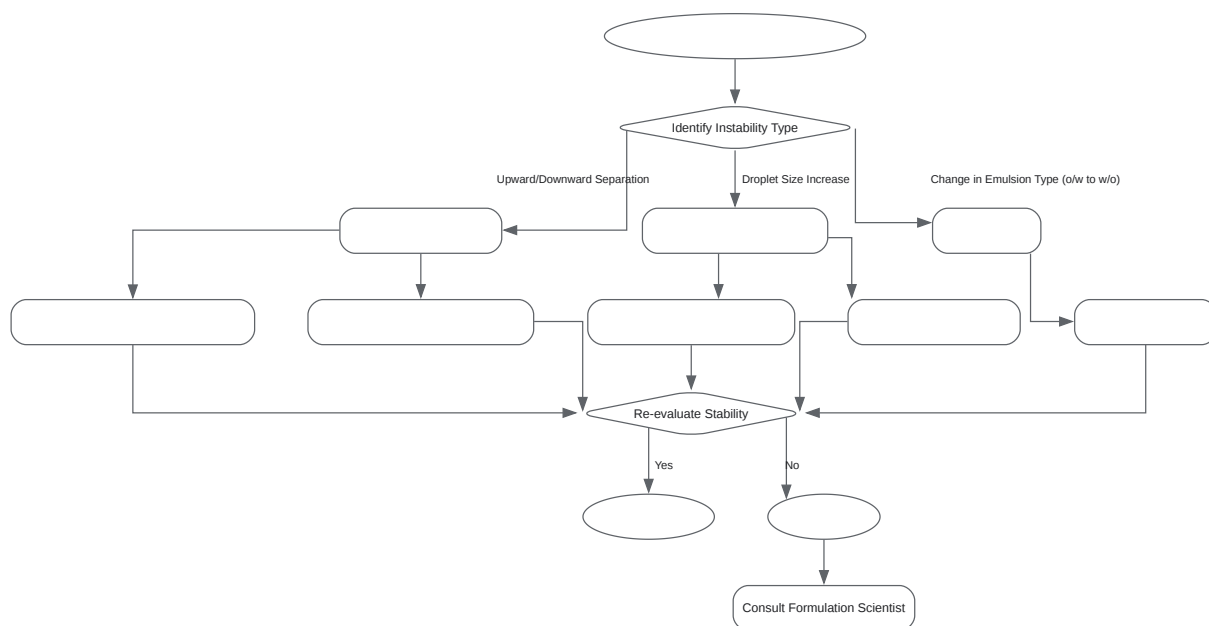 Identify Instability Type
Upward/Downward Separation
Droplet Size Increase
Change in Emulsion Type (o/w to w/o)
Re-evaluate Stability
Yes
No
Consult Formulation Scientist